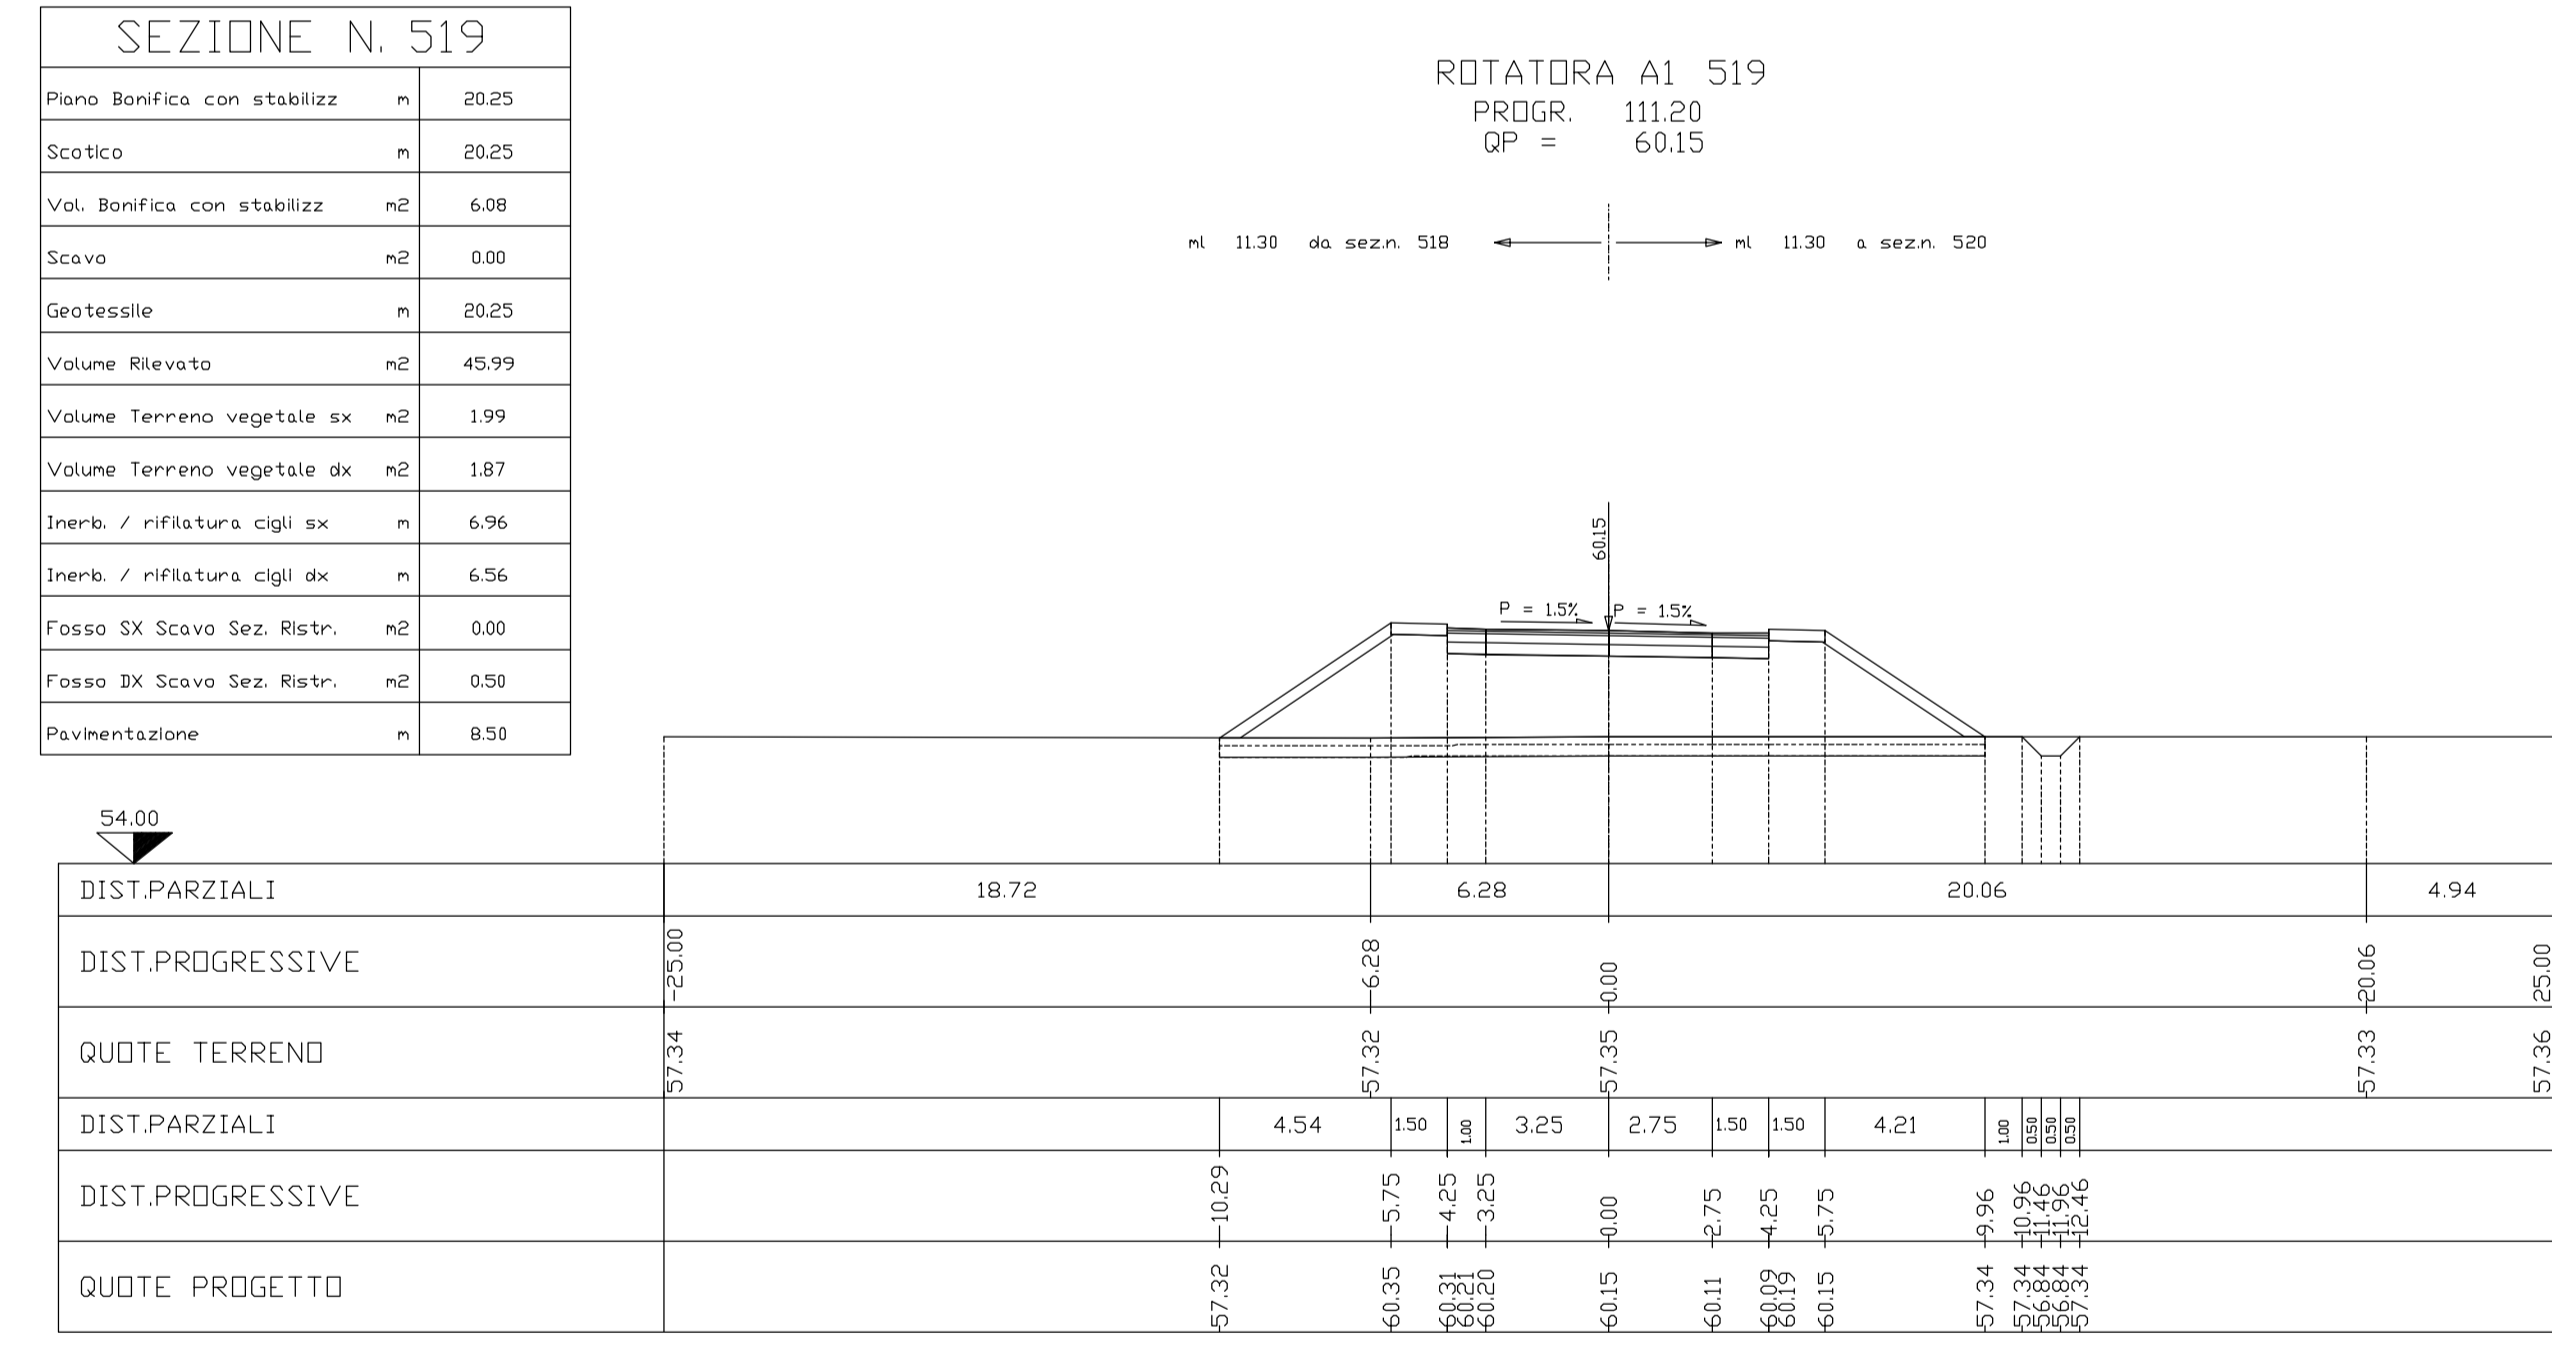 SEZIONE N. 519
Piano Bonifica con stabilizz m 20.25
Scotico m 20.25
Vol. Bonifica con stabilizz m2 6.08
Scavo m2 0.00
Geotessile m 20.25
Volume Rilevato m2 45.99
Volume Terreno vegetale sx m2 1.99
Volume Terreno vegetale dx m2 1.87
Inerb. / rifilatura cigli sx m 6.96
Inerb. / rifilatura cigli dx m 6.56
Fosso SX Scavo Sez. Ristr. m2 0.00
Fosso DX Scavo Sez. Ristr. m2 0.50
Pavimentazione m 8.50
ROTATORA A1 519
PROGR. 111.20
QP = 60.15
ml 11.30 da sez.n. 518 ml 11.30 a sez.n. 520
60.15
P = 1.5% P = 1.5%
54.00
DIST.PARZIALI 18.72 6.28 20.06 4.94
DIST.PROGRESSIVE -25.00 -6.28 0.00 20.06 25.00
QUOTE TERRENO 57.34 57.32 57.35 57.33 57.36
DIST.PARZIALI 4.54 1.50 1.00 3.25 2.75 1.50 1.50 4.21 1.00 0.50 0.50 0.50
DIST.PROGRESSIVE -10.29 -5.75 -4.25 -3.25 0.00 2.75 4.25 5.75 9.96 10.96 11.46 11.96 12.46
QUOTE PROGETTO 57.32 60.35 60.31 60.21 60.20 60.15 60.11 60.09 60.19 60.15 57.34 57.34 56.84 56.84 57.34